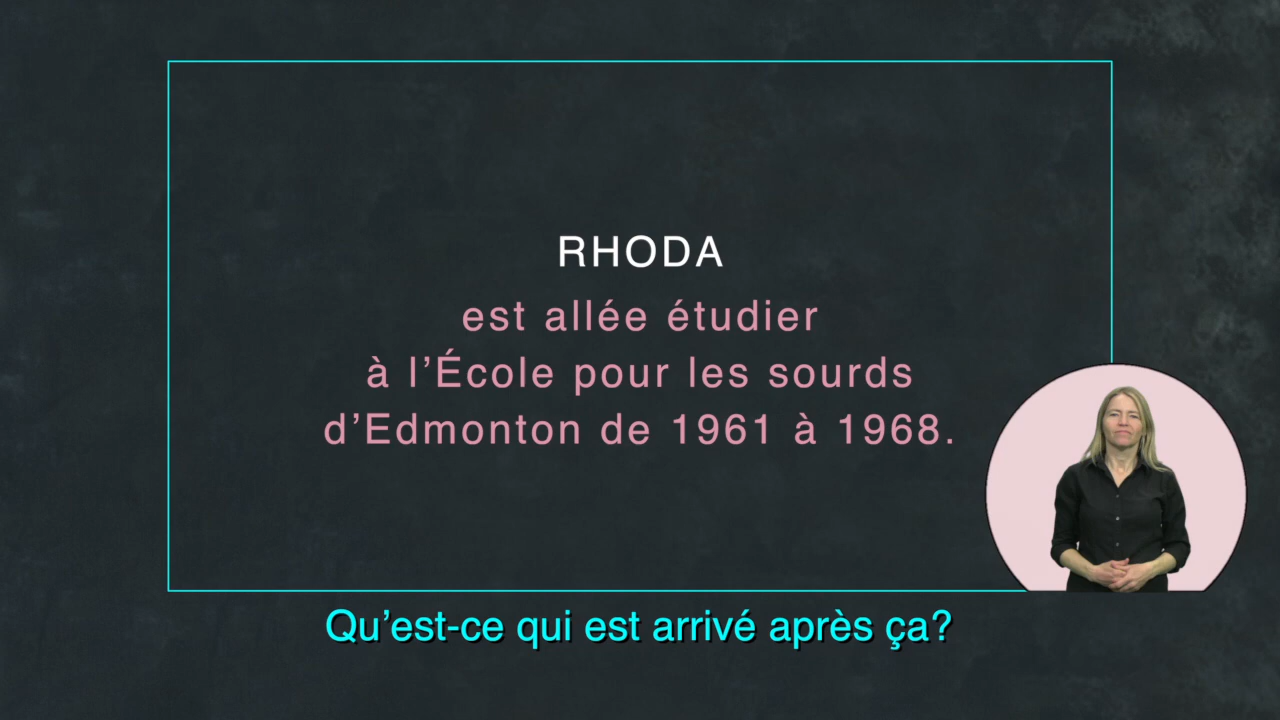 RHODA
est allée étudier
à l’École pour les sourds
d’Edmonton de 1961 à 1968.
Qu’est-ce qui est arrivé après ça?